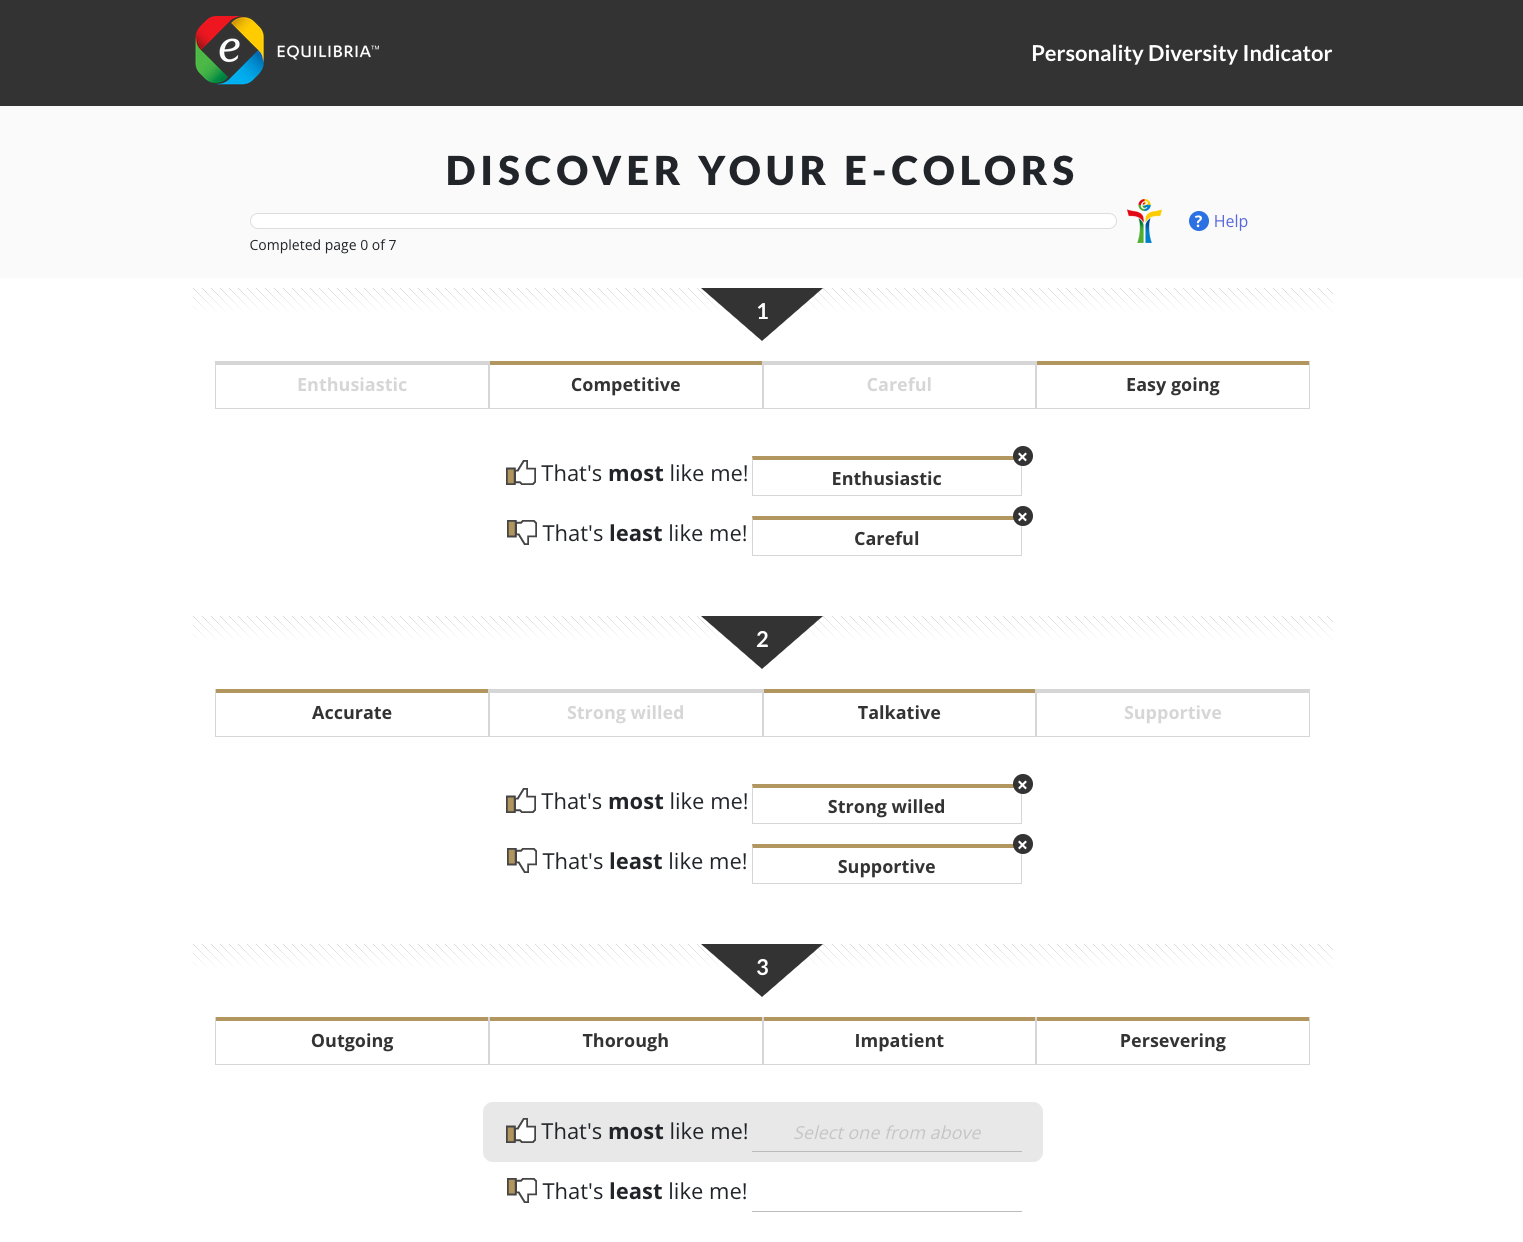 e EQUILIBRIA™
Personality Diversity Indicator
DISCOVER YOUR E-COLORS
? Help
Completed page 0 of 7
1
Enthusiastic Competitive Careful Easy going
That's most like me! Enthusiastic
That's least like me! Careful
2
Accurate Strong willed Talkative Supportive
That's most like me! Strong willed
That's least like me! Supportive
3
Outgoing Thorough Impatient Persevering
That's most like me! Select one from above
That's least like me!